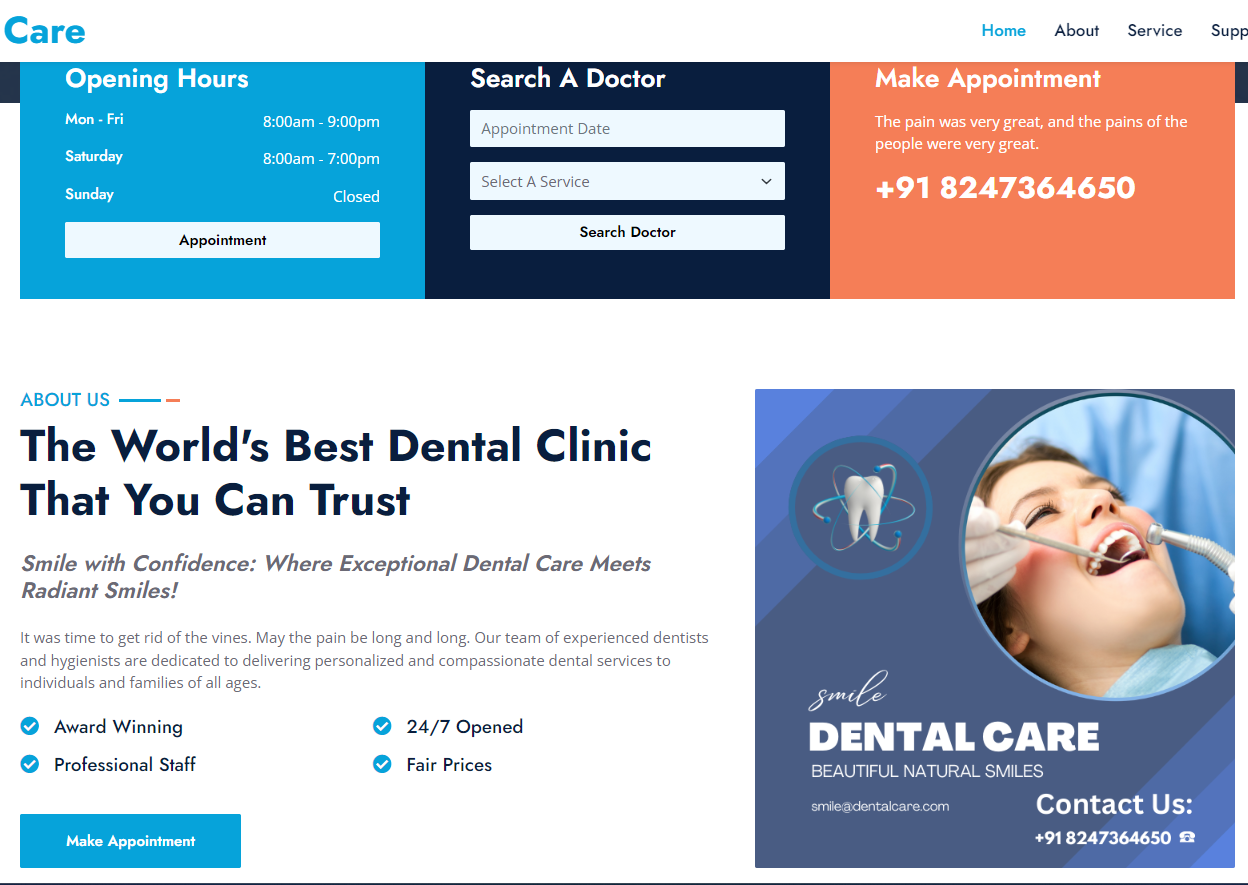 Care
Home About Service Supp
Opening Hours
Mon - Fri 8:00am - 9:00pm
Saturday 8:00am - 7:00pm
Sunday Closed
Appointment
Search A Doctor
Appointment Date
Select A Service
Search Doctor
Make Appointment
The pain was very great, and the pains of the
people were very great.
+91 8247364650
ABOUT US
The World's Best Dental Clinic
That You Can Trust
Smile with Confidence: Where Exceptional Dental Care Meets
Radiant Smiles!
It was time to get rid of the vines. May the pain be long and long. Our team of experienced dentists
and hygienists are dedicated to delivering personalized and compassionate dental services to
individuals and families of all ages.
Award Winning 24/7 Opened
Professional Staff Fair Prices
Make Appointment
smile
DENTAL CARE
BEAUTIFUL NATURAL SMILES
smile@dentalcare.com
Contact Us:
+91 8247364650